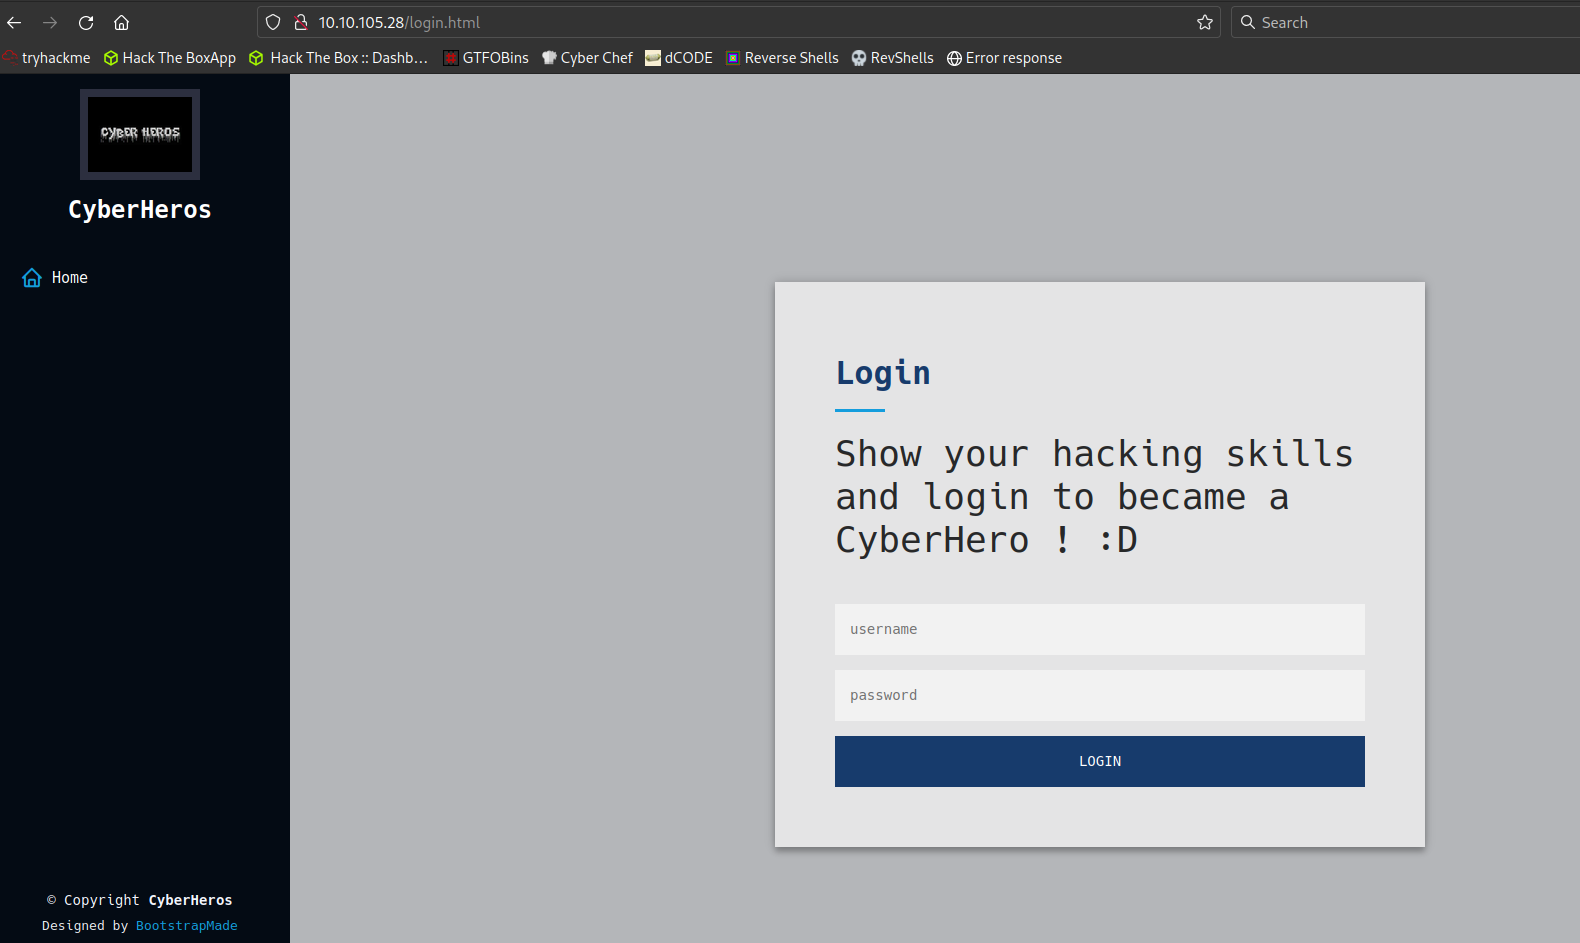 10.10.105.28/login.html
Search
tryhackme Hack The BoxApp Hack The Box :: Dashb… GTFOBins Cyber Chef dCODE Reverse Shells RevShells Error response
CYBER HEROS
CyberHeros
Home
Login
Show your hacking skills
and login to became a
CyberHero ! :D
username
password
LOGIN
© Copyright CyberHeros
Designed by BootstrapMade